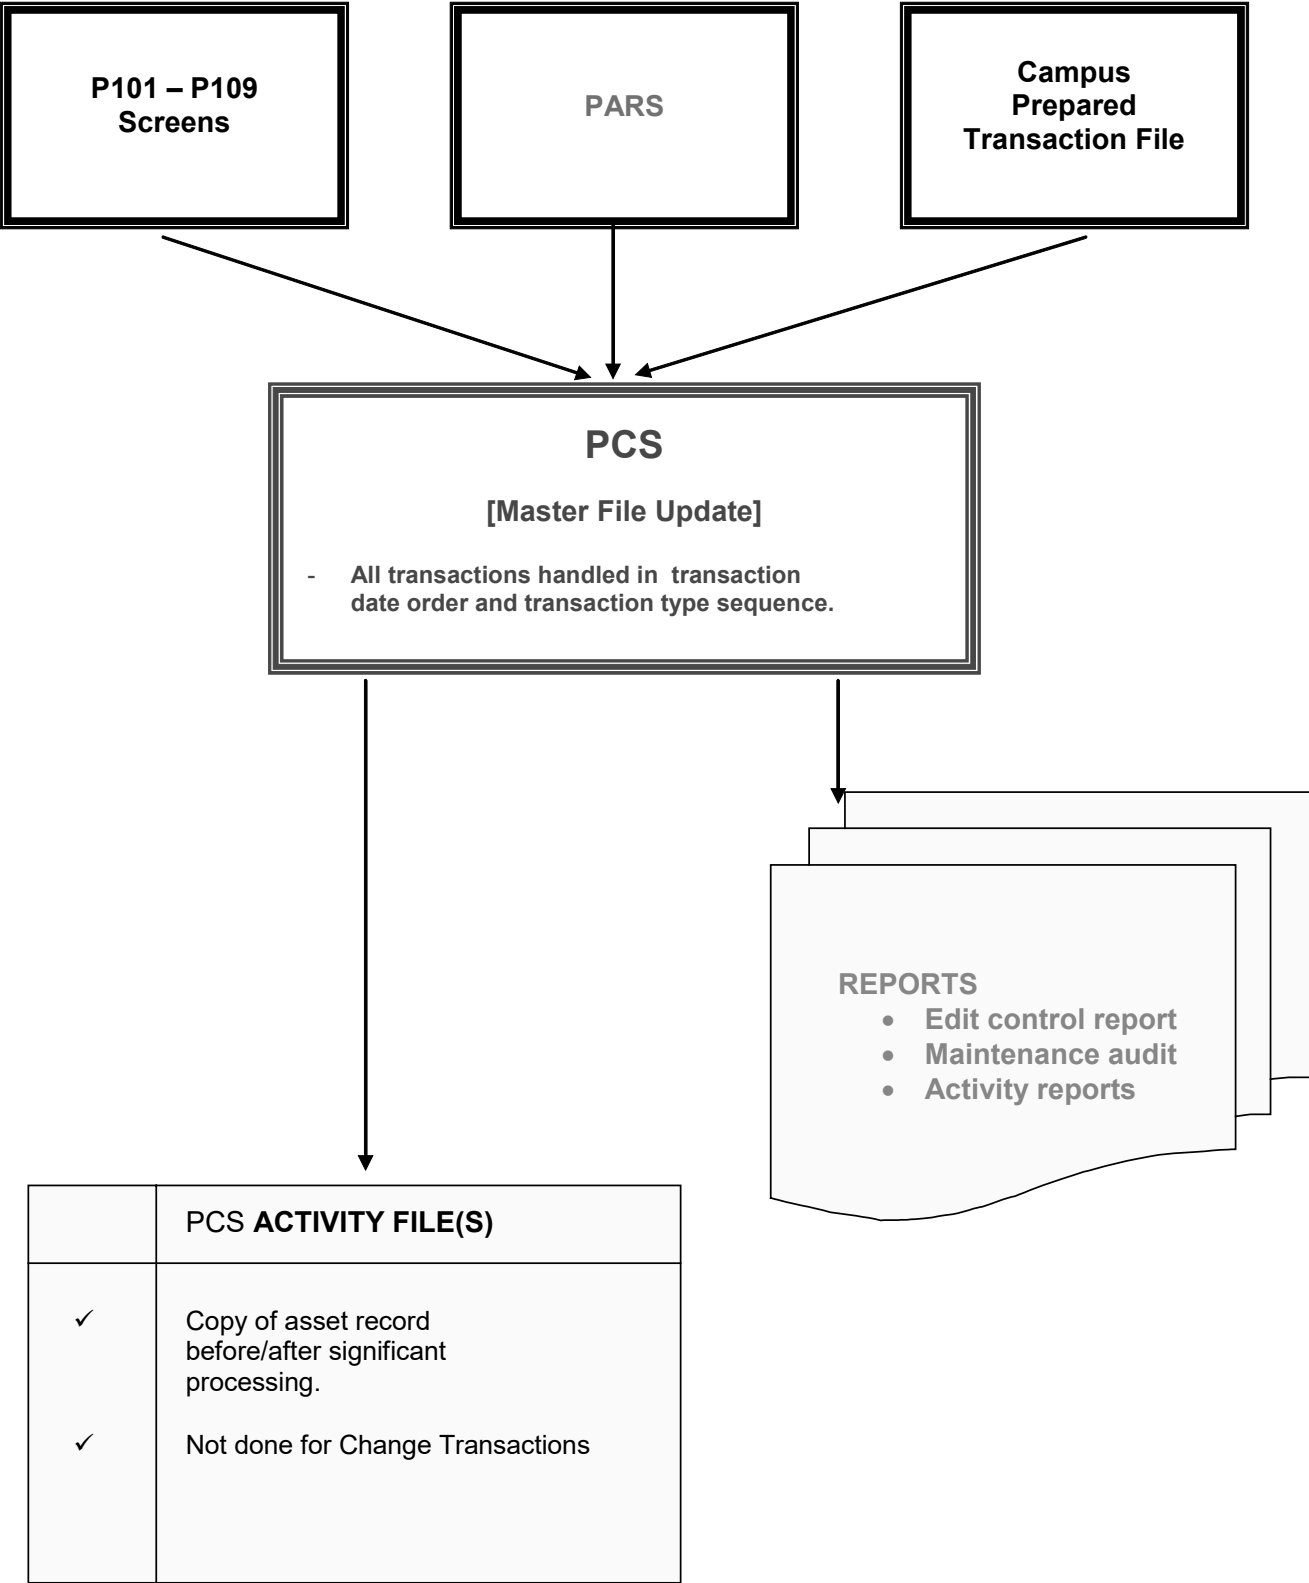 P101 – P109
Screens
PARS
Campus
Prepared
Transaction File
PCS
[Master File Update]
- All transactions handled in  transaction
date order and transaction type sequence.
REPORTS
• Edit control report
• Maintenance audit
• Activity reports
PCS ACTIVITY FILE(S)
✓ Copy of asset record
before/after significant
processing.
✓ Not done for Change Transactions